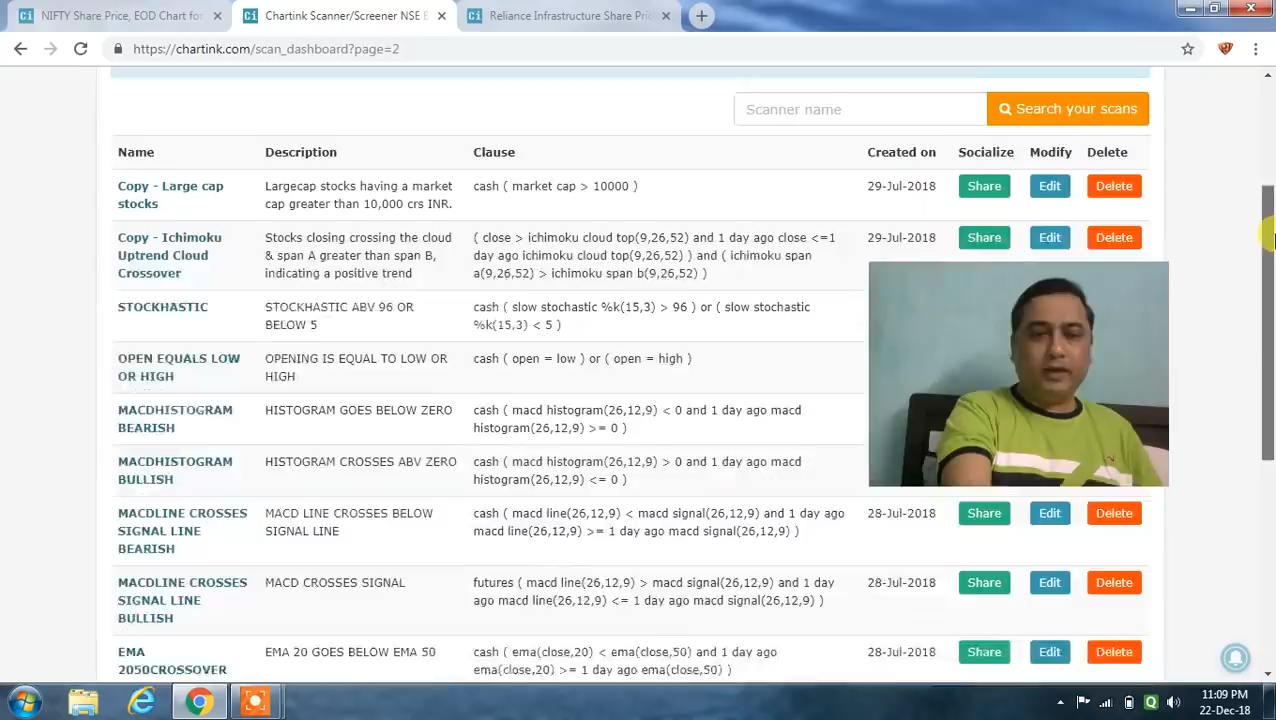 NIFTY Share Price, EOD Chart for
Chartink Scanner/Screener NSE
Reliance Infrastructure Share Pri
https://chartink.com/scan_dashboard?page=2
Scanner name
Search your scans
Name Description Clause Created on Socialize Modify Delete
Copy - Large cap
stocks
Largecap stocks having a market
cap greater than 10,000 crs INR.
cash ( market cap > 10000 )
29-Jul-2018 Share Edit Delete
Copy - Ichimoku
Uptrend Cloud
Crossover
Stocks closing crossing the cloud
& span A greater than span B,
indicating a positive trend
( close > ichimoku cloud top(9,26,52) and 1 day ago close <=1
day ago ichimoku cloud top(9,26,52) ) and ( ichimoku span
a(9,26,52) > ichimoku span b(9,26,52) )
29-Jul-2018 Share Edit Delete
STOCKHASTIC
STOCKHASTIC ABV 96 OR
BELOW 5
cash ( slow stochastic %k(15,3) > 96 ) or ( slow stochastic
%k(15,3) < 5 )
OPEN EQUALS LOW
OR HIGH
OPENING IS EQUAL TO LOW OR
HIGH
cash ( open = low ) or ( open = high )
MACDHISTOGRAM
BEARISH
HISTOGRAM GOES BELOW ZERO
cash ( macd histogram(26,12,9) < 0 and 1 day ago macd
histogram(26,12,9) >= 0 )
MACDHISTOGRAM
BULLISH
HISTOGRAM CROSSES ABV ZERO
cash ( macd histogram(26,12,9) > 0 and 1 day ago macd
histogram(26,12,9) <= 0 )
MACDLINE CROSSES
SIGNAL LINE
BEARISH
MACD LINE CROSSES BELOW
SIGNAL LINE
cash ( macd line(26,12,9) < macd signal(26,12,9) and 1 day ago
macd line(26,12,9) >= 1 day ago macd signal(26,12,9) )
28-Jul-2018 Share Edit Delete
MACDLINE CROSSES
SIGNAL LINE
BULLISH
MACD CROSSES SIGNAL
futures ( macd line(26,12,9) > macd signal(26,12,9) and 1 day
ago macd line(26,12,9) <= 1 day ago macd signal(26,12,9) )
28-Jul-2018 Share Edit Delete
EMA
2050CROSSOVER
EMA 20 GOES BELOW EMA 50
cash ( ema(close,20) < ema(close,50) and 1 day ago
ema(close,20) >= 1 day ago ema(close,50) )
28-Jul-2018 Share Edit Delete
11:09 PM
22-Dec-18